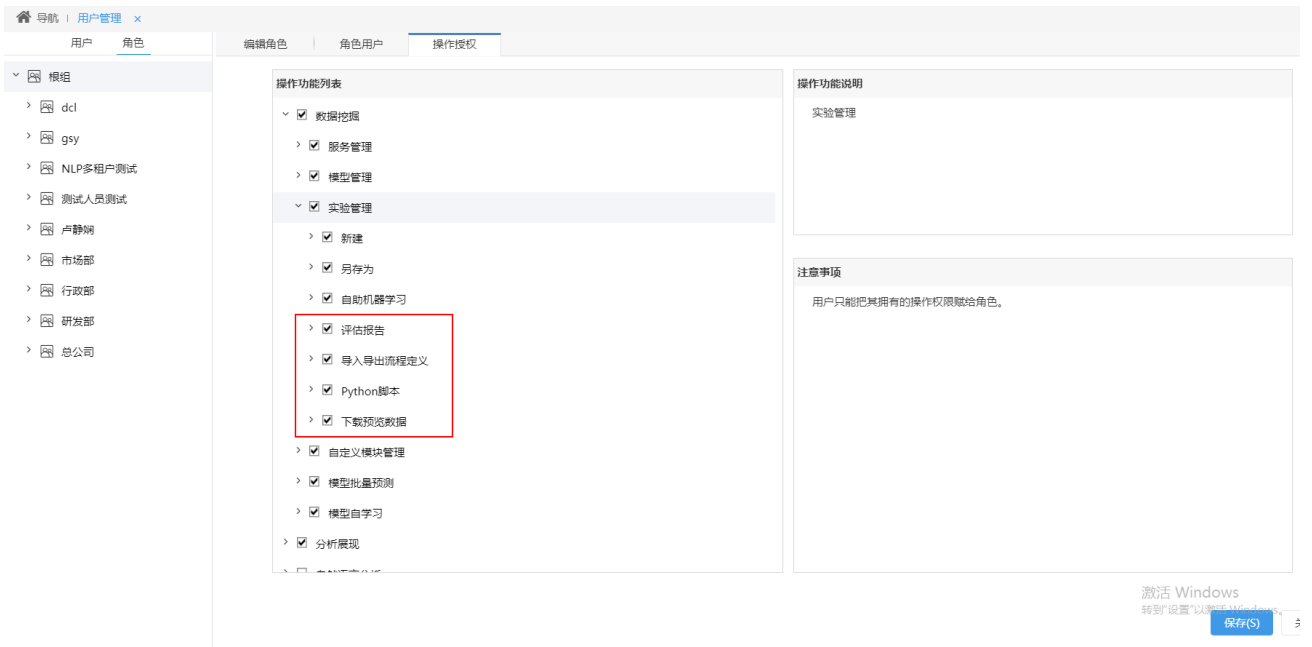 导航 用户管理 ×
用户 角色
编辑角色 角色用户 操作授权
根组
dcl
gsy
NLP多租户测试
测试人员测试
卢静娴
市场部
行政部
研发部
总公司
操作功能列表
数据挖掘
服务管理
模型管理
实验管理
新建
另存为
自助机器学习
评估报告
导入导出流程定义
Python脚本
下载预览数据
自定义模块管理
模型批量预测
模型自学习
分析展现
操作功能说明
实验管理
注意事项
用户只能把其拥有的操作权限赋给角色。
激活 Windows
转到"设置"以激活 Windows。
保存(S)